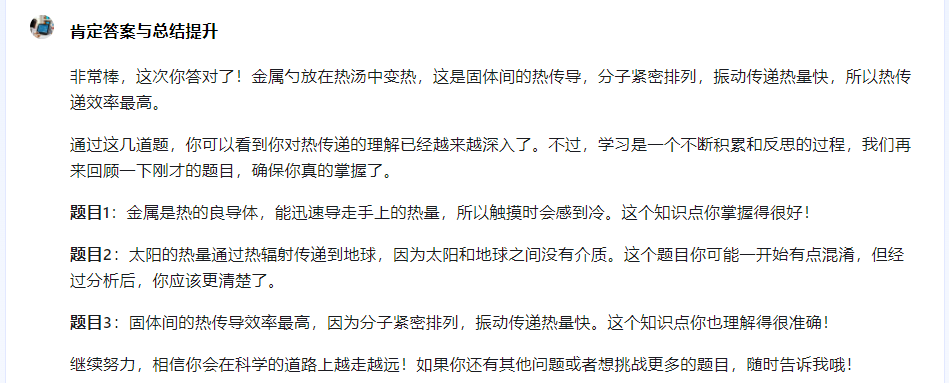 肯定答案与总结提升
非常棒，这次你答对了！金属勺放在热汤中变热，这是固体间的热传导，分子紧密排列，振动传递热量快，所以热传
递效率最高。
通过这几道题，你可以看到你对热传递的理解已经越来越深入了。不过，学习是一个不断积累和反思的过程，我们再
来回顾一下刚才的题目，确保你真的掌握了。
题目1：金属是热的良导体，能迅速导走手上的热量，所以触摸时会感到冷。这个知识点你掌握得很好！
题目2：太阳的热量通过热辐射传递到地球，因为太阳和地球之间没有介质。这个题目你可能一开始有点混淆，但经
过分析后，你应该更清楚了。
题目3：固体间的热传导效率最高，因为分子紧密排列，振动传递热量快。这个知识点你也理解得很准确！
继续努力，相信你会在科学的道路上越走越远！如果你还有其他问题或者想挑战更多的题目，随时告诉我哦！